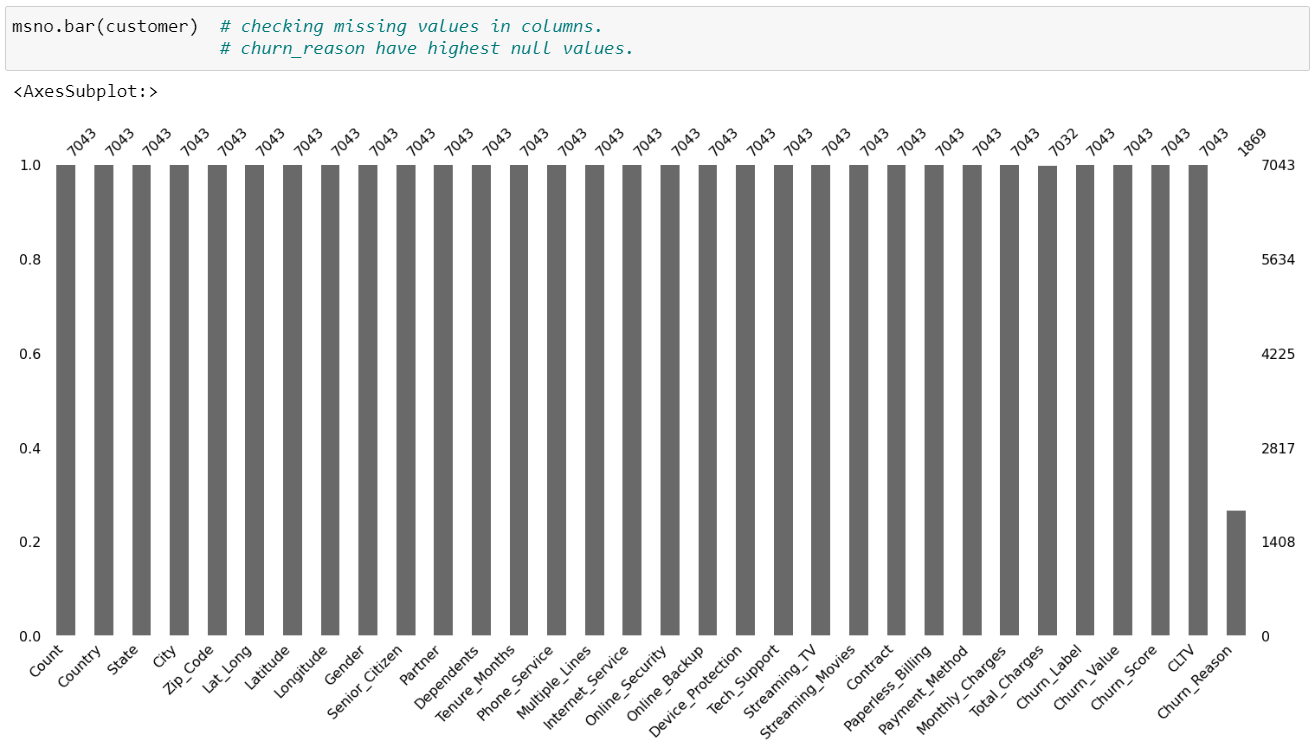 msno.bar(customer)  # checking missing values in columns.
# churn_reason have highest null values.
<AxesSubplot:>
7043 7043 7043 7043 7043 7043 7043 7043 7043 7043 7043 7043 7043 7043 7043 7043 7043 7043 7043 7043 7043 7043 7043 7043 7043 7043 7032 7043 7043 7043 7043 1869
1.0 7043
0.8 5634
0.6 4225
0.4 2817
0.2 1408
0.0 0
Count Country State City Zip_Code Lat_Long Latitude Longitude Gender Senior_Citizen Partner Dependents Tenure_Months Phone_Service Multiple_Lines Internet_Service Online_Security Online_Backup Device_Protection Tech_Support Streaming_TV Streaming_Movies Contract Paperless_Billing Payment_Method Monthly_Charges Total_Charges Churn_Label Churn_Value Churn_Score CLTV Churn_Reason